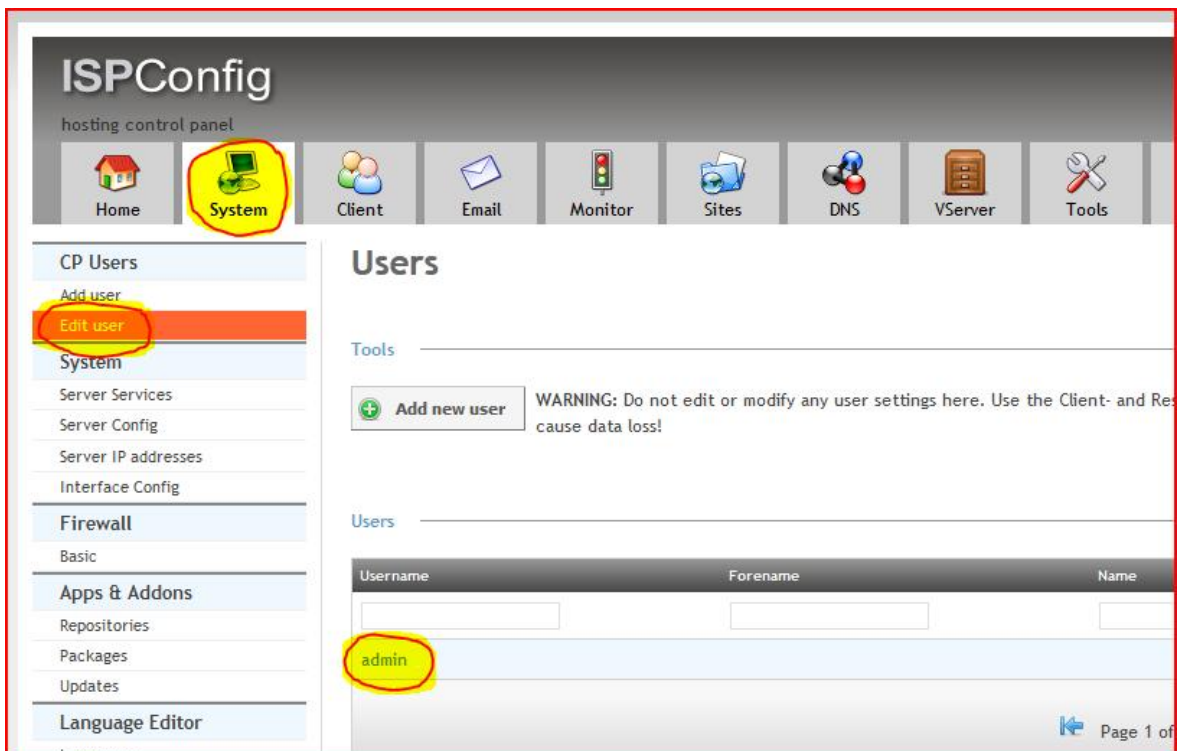 ISPConfig
hosting control panel
Home System Client Email Monitor Sites DNS VServer Tools
CP Users
Add user
Edit user
System
Server Services
Server Config
Server IP addresses
Interface Config
Firewall
Basic
Apps & Addons
Repositories
Packages
Updates
Language Editor
Users
Tools
Add new user
WARNING: Do not edit or modify any user settings here. Use the Client- and Res
cause data loss!
Users
Username Forename Name
admin
Page 1 of